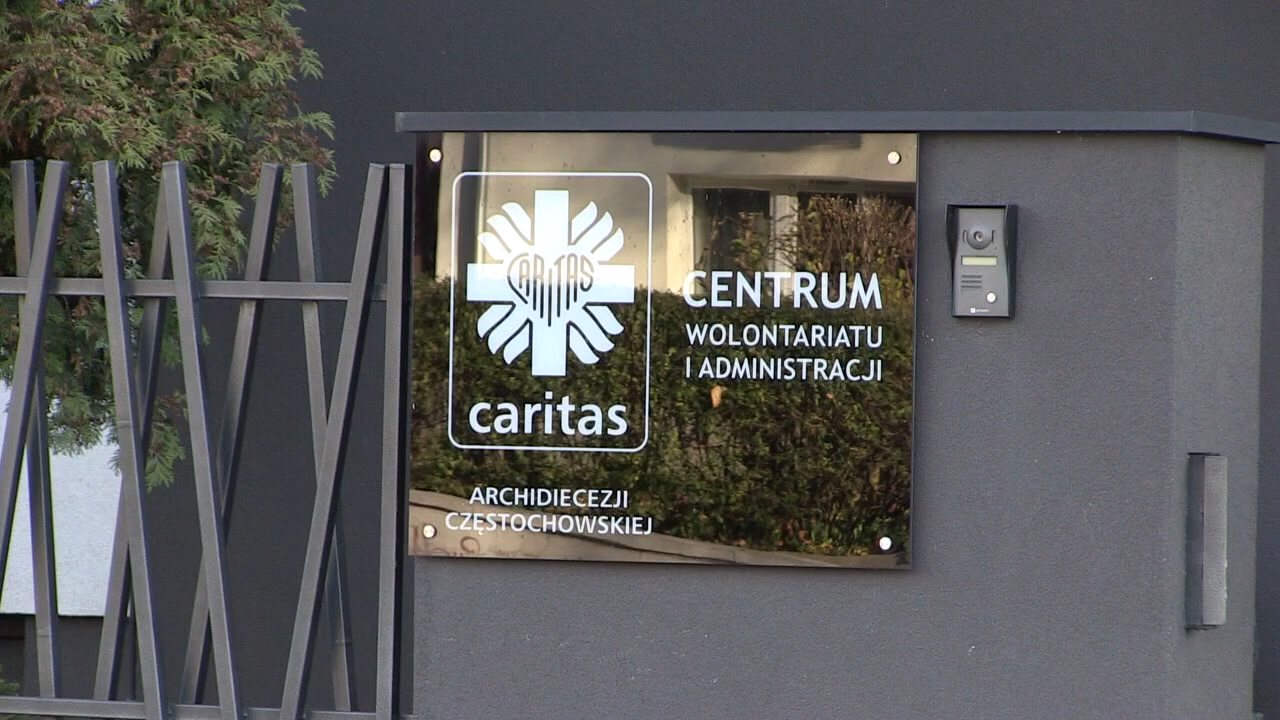 CARITAS
caritas
ARCHIDIECEZJI
CZĘSTOCHOWSKIEJ
CENTRUM
WOLONTARIATU
I ADMINISTRACJI